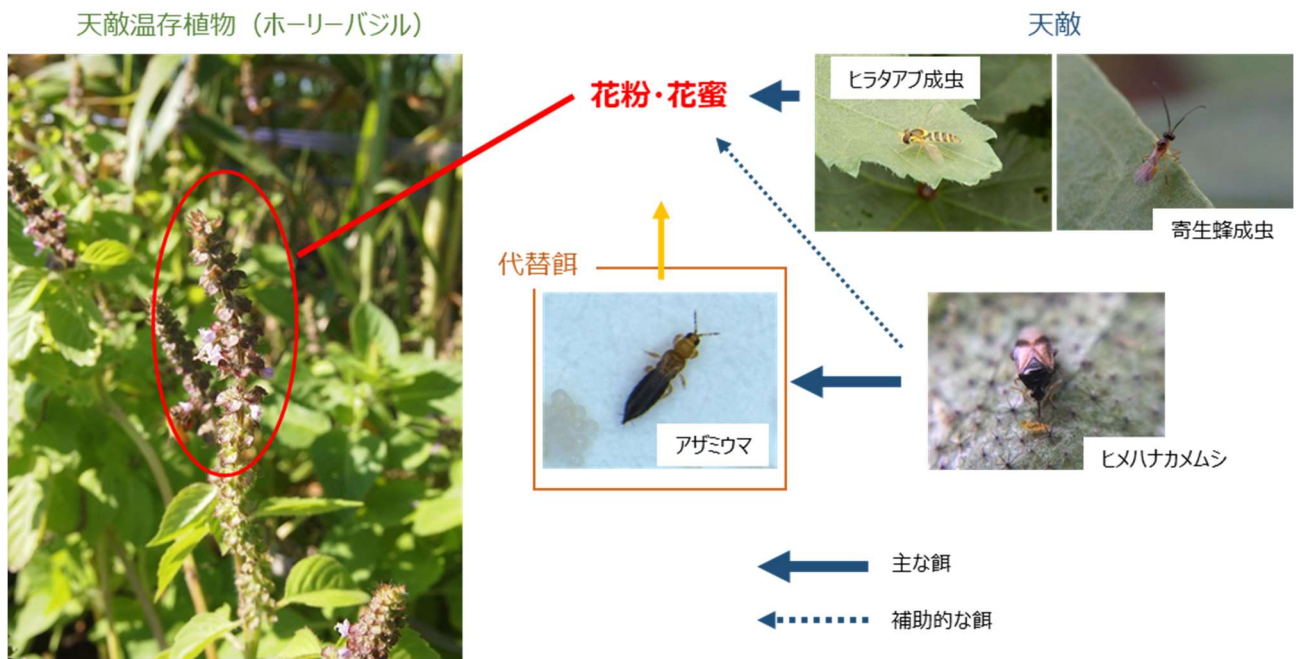 天敵温存植物（ホーリーバジル）
天敵
花粉・花蜜
ヒラタアブ成虫
寄生蜂成虫
代替餌
アザミウマ
ヒメハナカメムシ
主な餌
補助的な餌